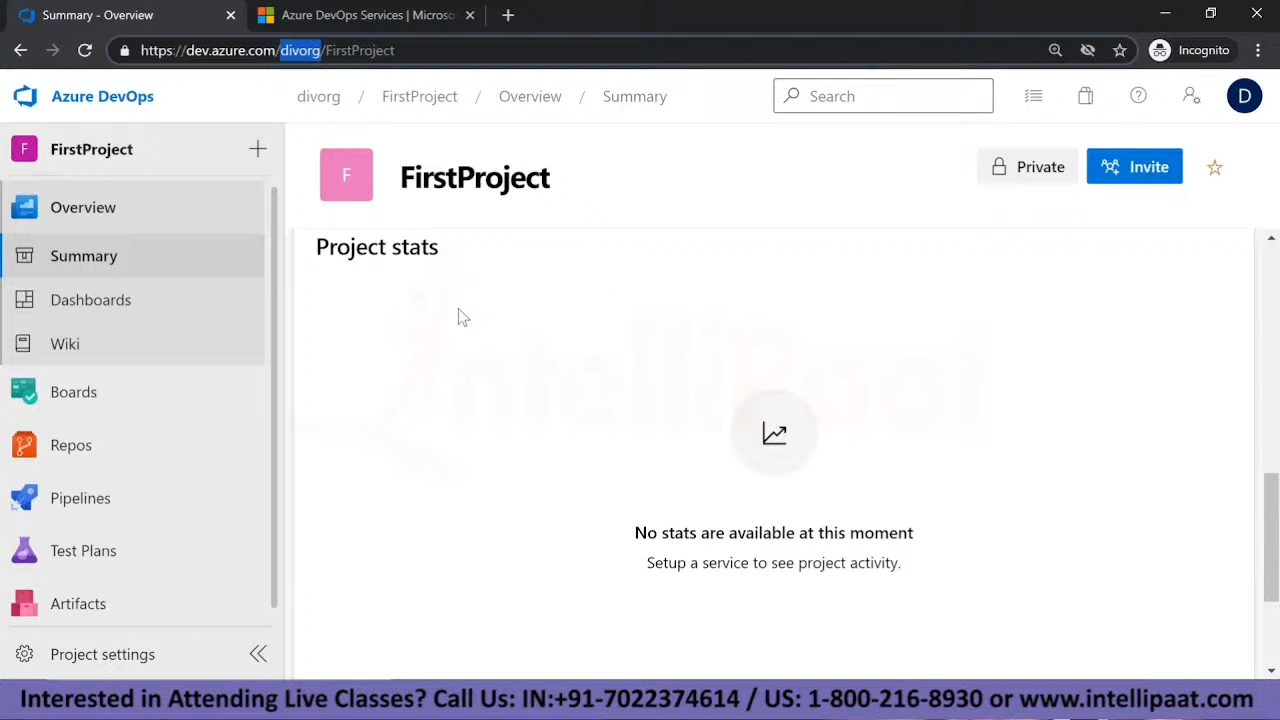 Summary - Overview
Azure DevOps Services | Microso
https://dev.azure.com/divorg/FirstProject
Incognito
Azure DevOps
divorg / FirstProject / Overview / Summary
Search
D
F
FirstProject
Overview
Summary
Dashboards
Wiki
Boards
Repos
Pipelines
Test Plans
Artifacts
Project settings
F
FirstProject
Private
Invite
Project stats
IntelliPaat
No stats are available at this moment
Setup a service to see project activity.
Interested in Attending Live Classes? Call Us: IN:+91-7022374614 / US: 1-800-216-8930 or www.intellipaat.com